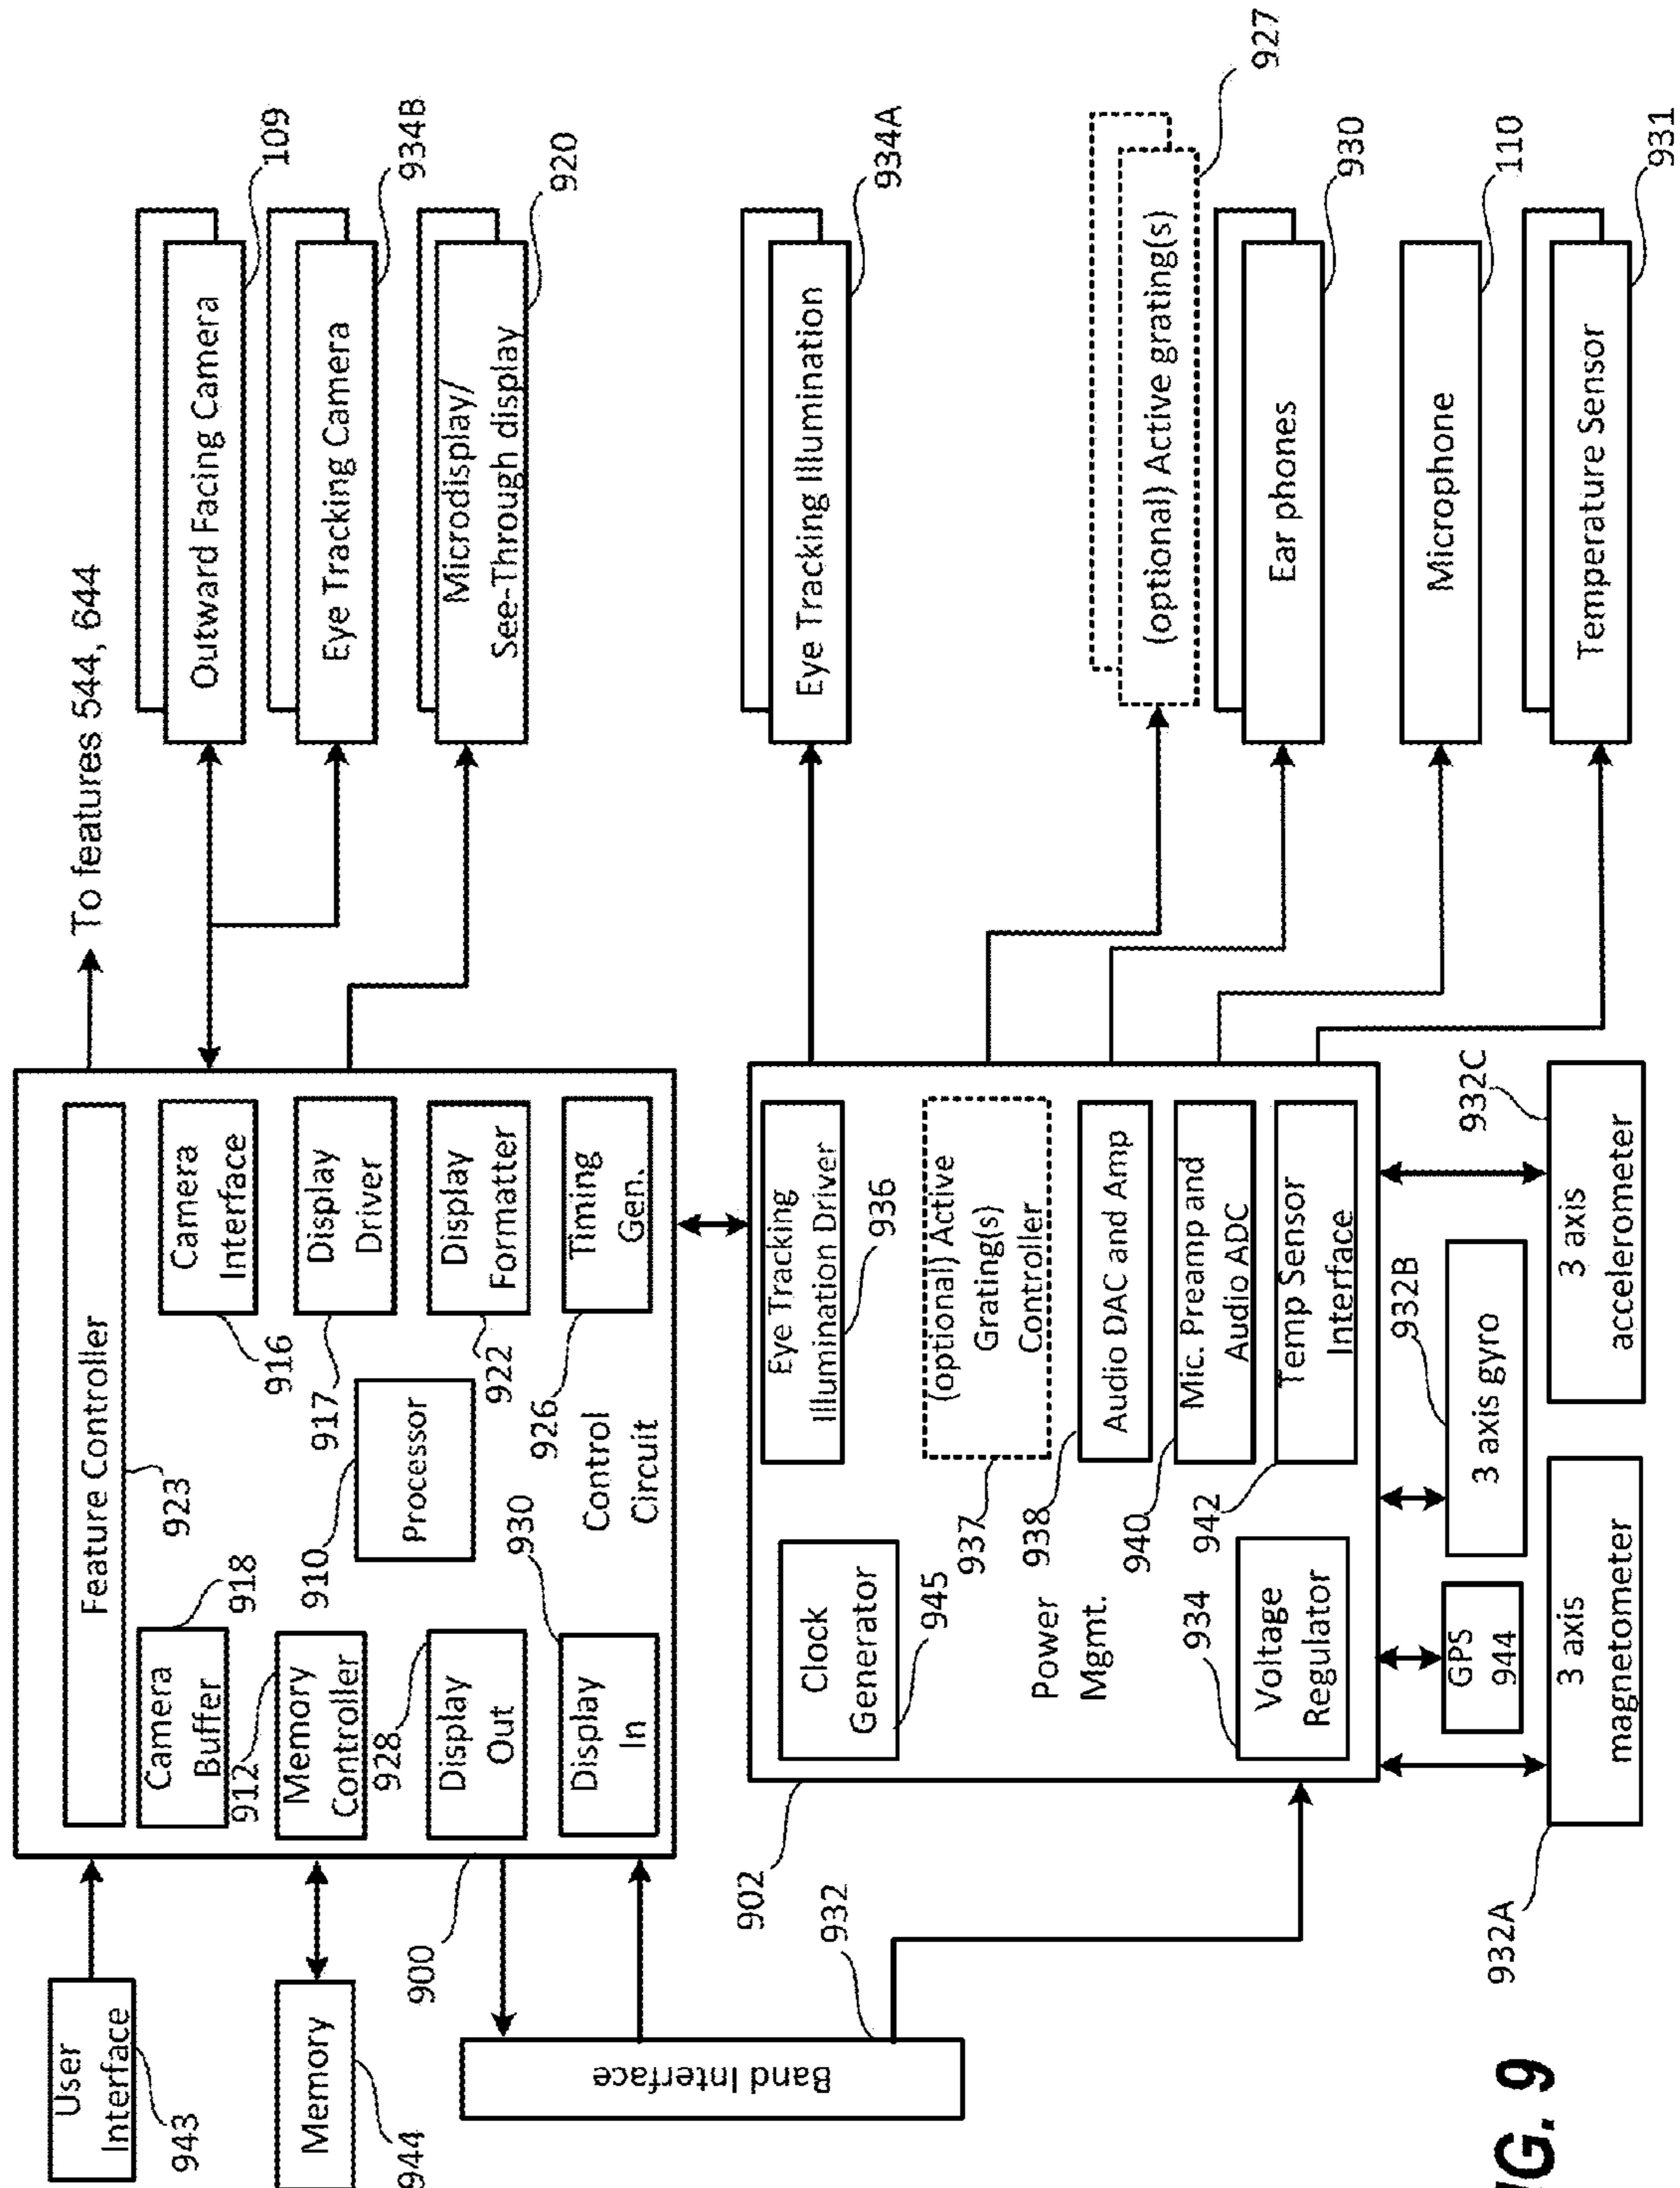 To features 544, 644
User
Interface
943
Memory
944
Band Interface
932
900
Feature Controller
923
Camera
Buffer
918
912
Memory
Controller
928
Display
Out
930
Display
In
910
Processor
Camera
Interface
916
Display
Driver
917
Display
Formatter
922
Timing
Gen.
926
Control
Circuit
Outward Facing Camera
109
Eye Tracking Camera
934B
Microdisplay/
See-Through display
920
902
Clock
Generator
945
Power
Mgmt.
934
Voltage
Regulator
Eye Tracking
Illumination Driver
936
(optional) Active
Grating(s)
Controller
937
Audio DAC and Amp
938
Mic. Preamp and
Audio ADC
940
Temp Sensor
Interface
942
Eye Tracking Illumination
934A
(optional) Active grating(s)
927
Ear phones
930
Microphone
110
Temperature Sensor
931
3 axis
magnetometer
932A
GPS
944
3 axis gyro
932B
3 axis
accelerometer
932C
IG. 9